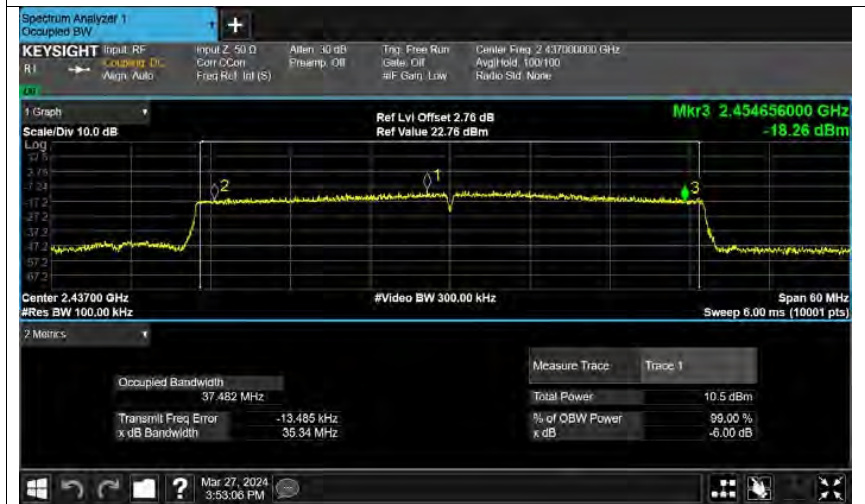 Spectrum Analyzer 1
Occupied BW
+
KEYSIGHT Input: RF Input Z: 50 Ω Atten: 30 dB Trig: Free Run Center Freq: 2.437000000 GHz
Coupling: DC Corr CCorr Preamp: Off Gate: Off Avg|Hold: 100/100
Align: Auto Freq Ref: Int (S) #IF Gain: Low Radio Std: None
1 Graph
Ref Lvl Offset 2.76 dB
Mkr3 2.454656000 GHz
Scale/Div 10.0 dB
Ref Value 22.76 dBm
-18.26 dBm
Log
2.76
-7.24
-17.2
-27.2
-37.2
-47.2
-57.2
-67.2
1
2
3
Center 2.43700 GHz
#Video BW 300.00 kHz
Span 60 MHz
#Res BW 100.00 kHz
Sweep 6.00 ms (10001 pts)
2 Metrics
Measure Trace Trace 1
Occupied Bandwidth
37.482 MHz
Total Power 10.5 dBm
Transmit Freq Error -13.485 kHz
% of OBW Power 99.00 %
x dB Bandwidth 35.34 MHz
x dB -6.00 dB
?
Mar 27, 2024
3:53:06 PM